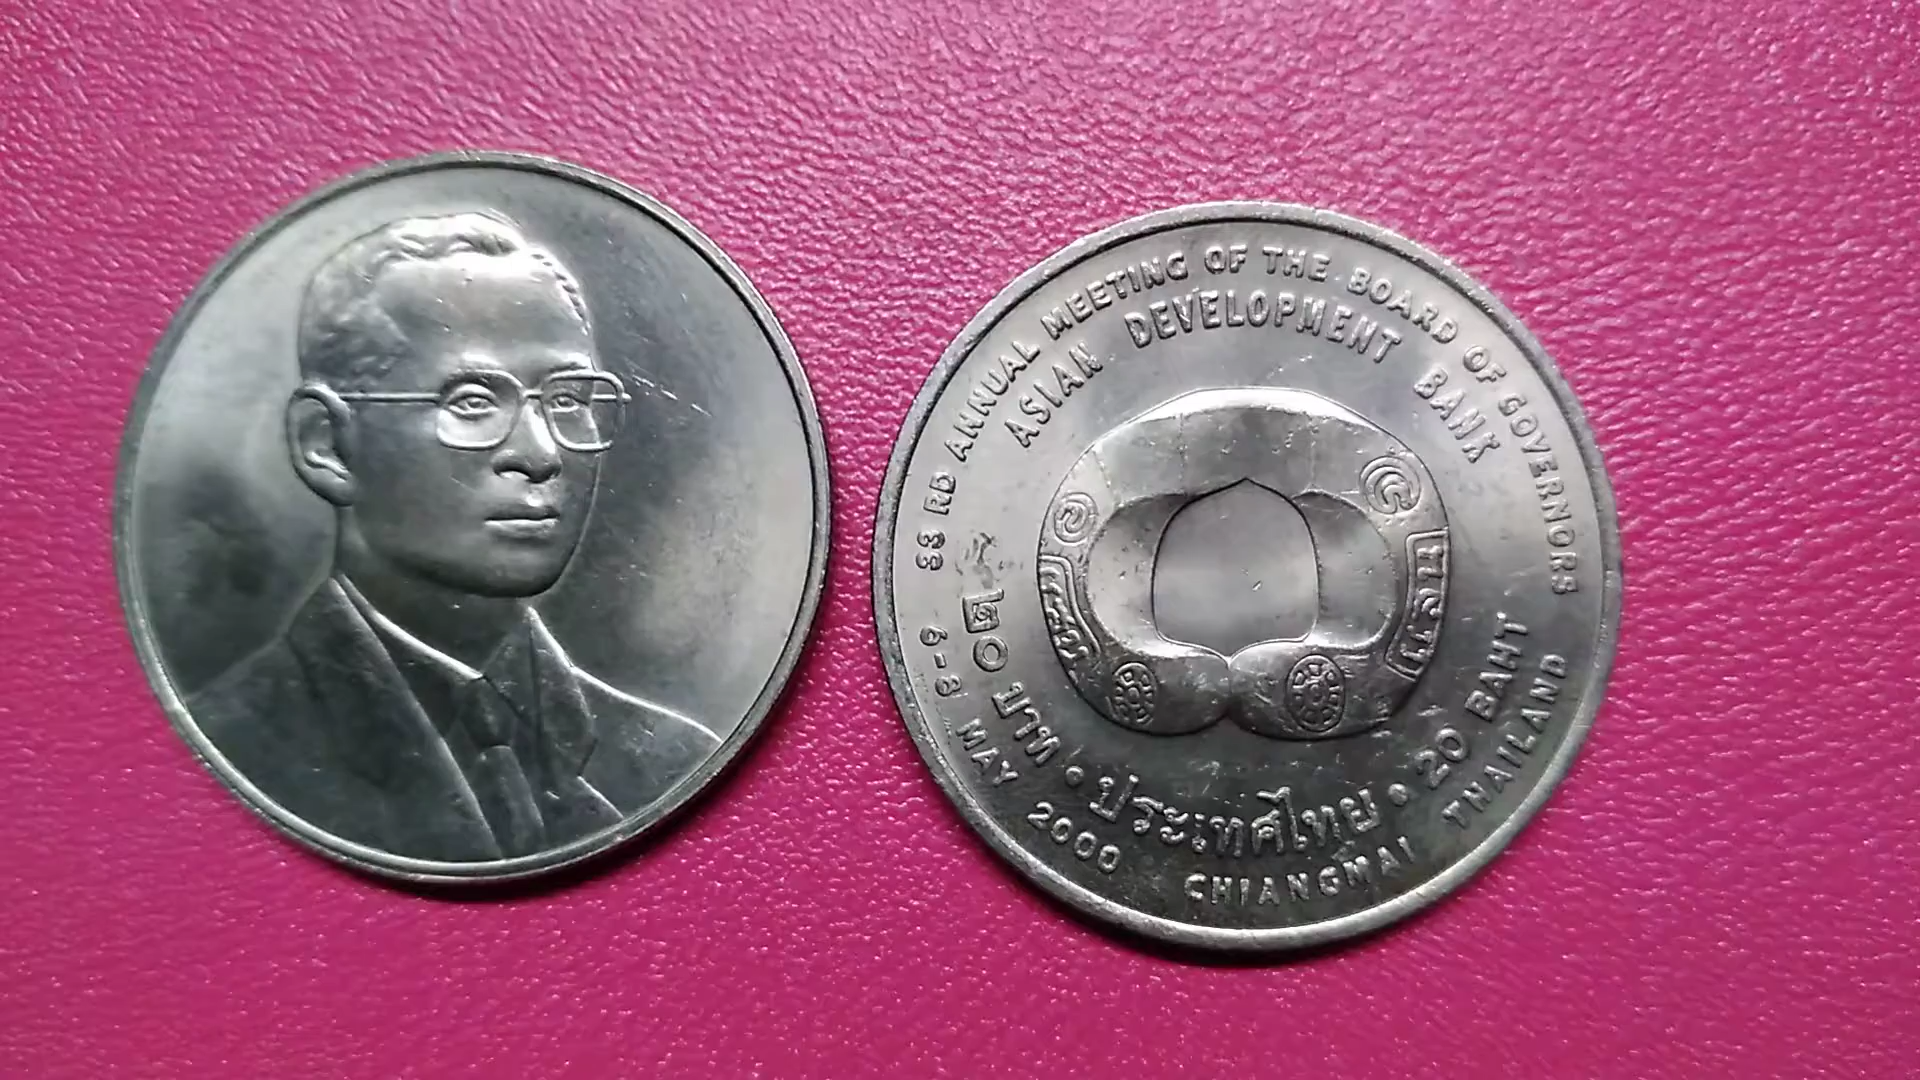 33 RD ANNUAL MEETING OF THE BOARD OF GOVERNORS
ASIAN DEVELOPMENT BANK
๒๐ บาท • ประเทศไทย • 20 BAHT
6-8 MAY 2000 CHIANGMAI THAILAND